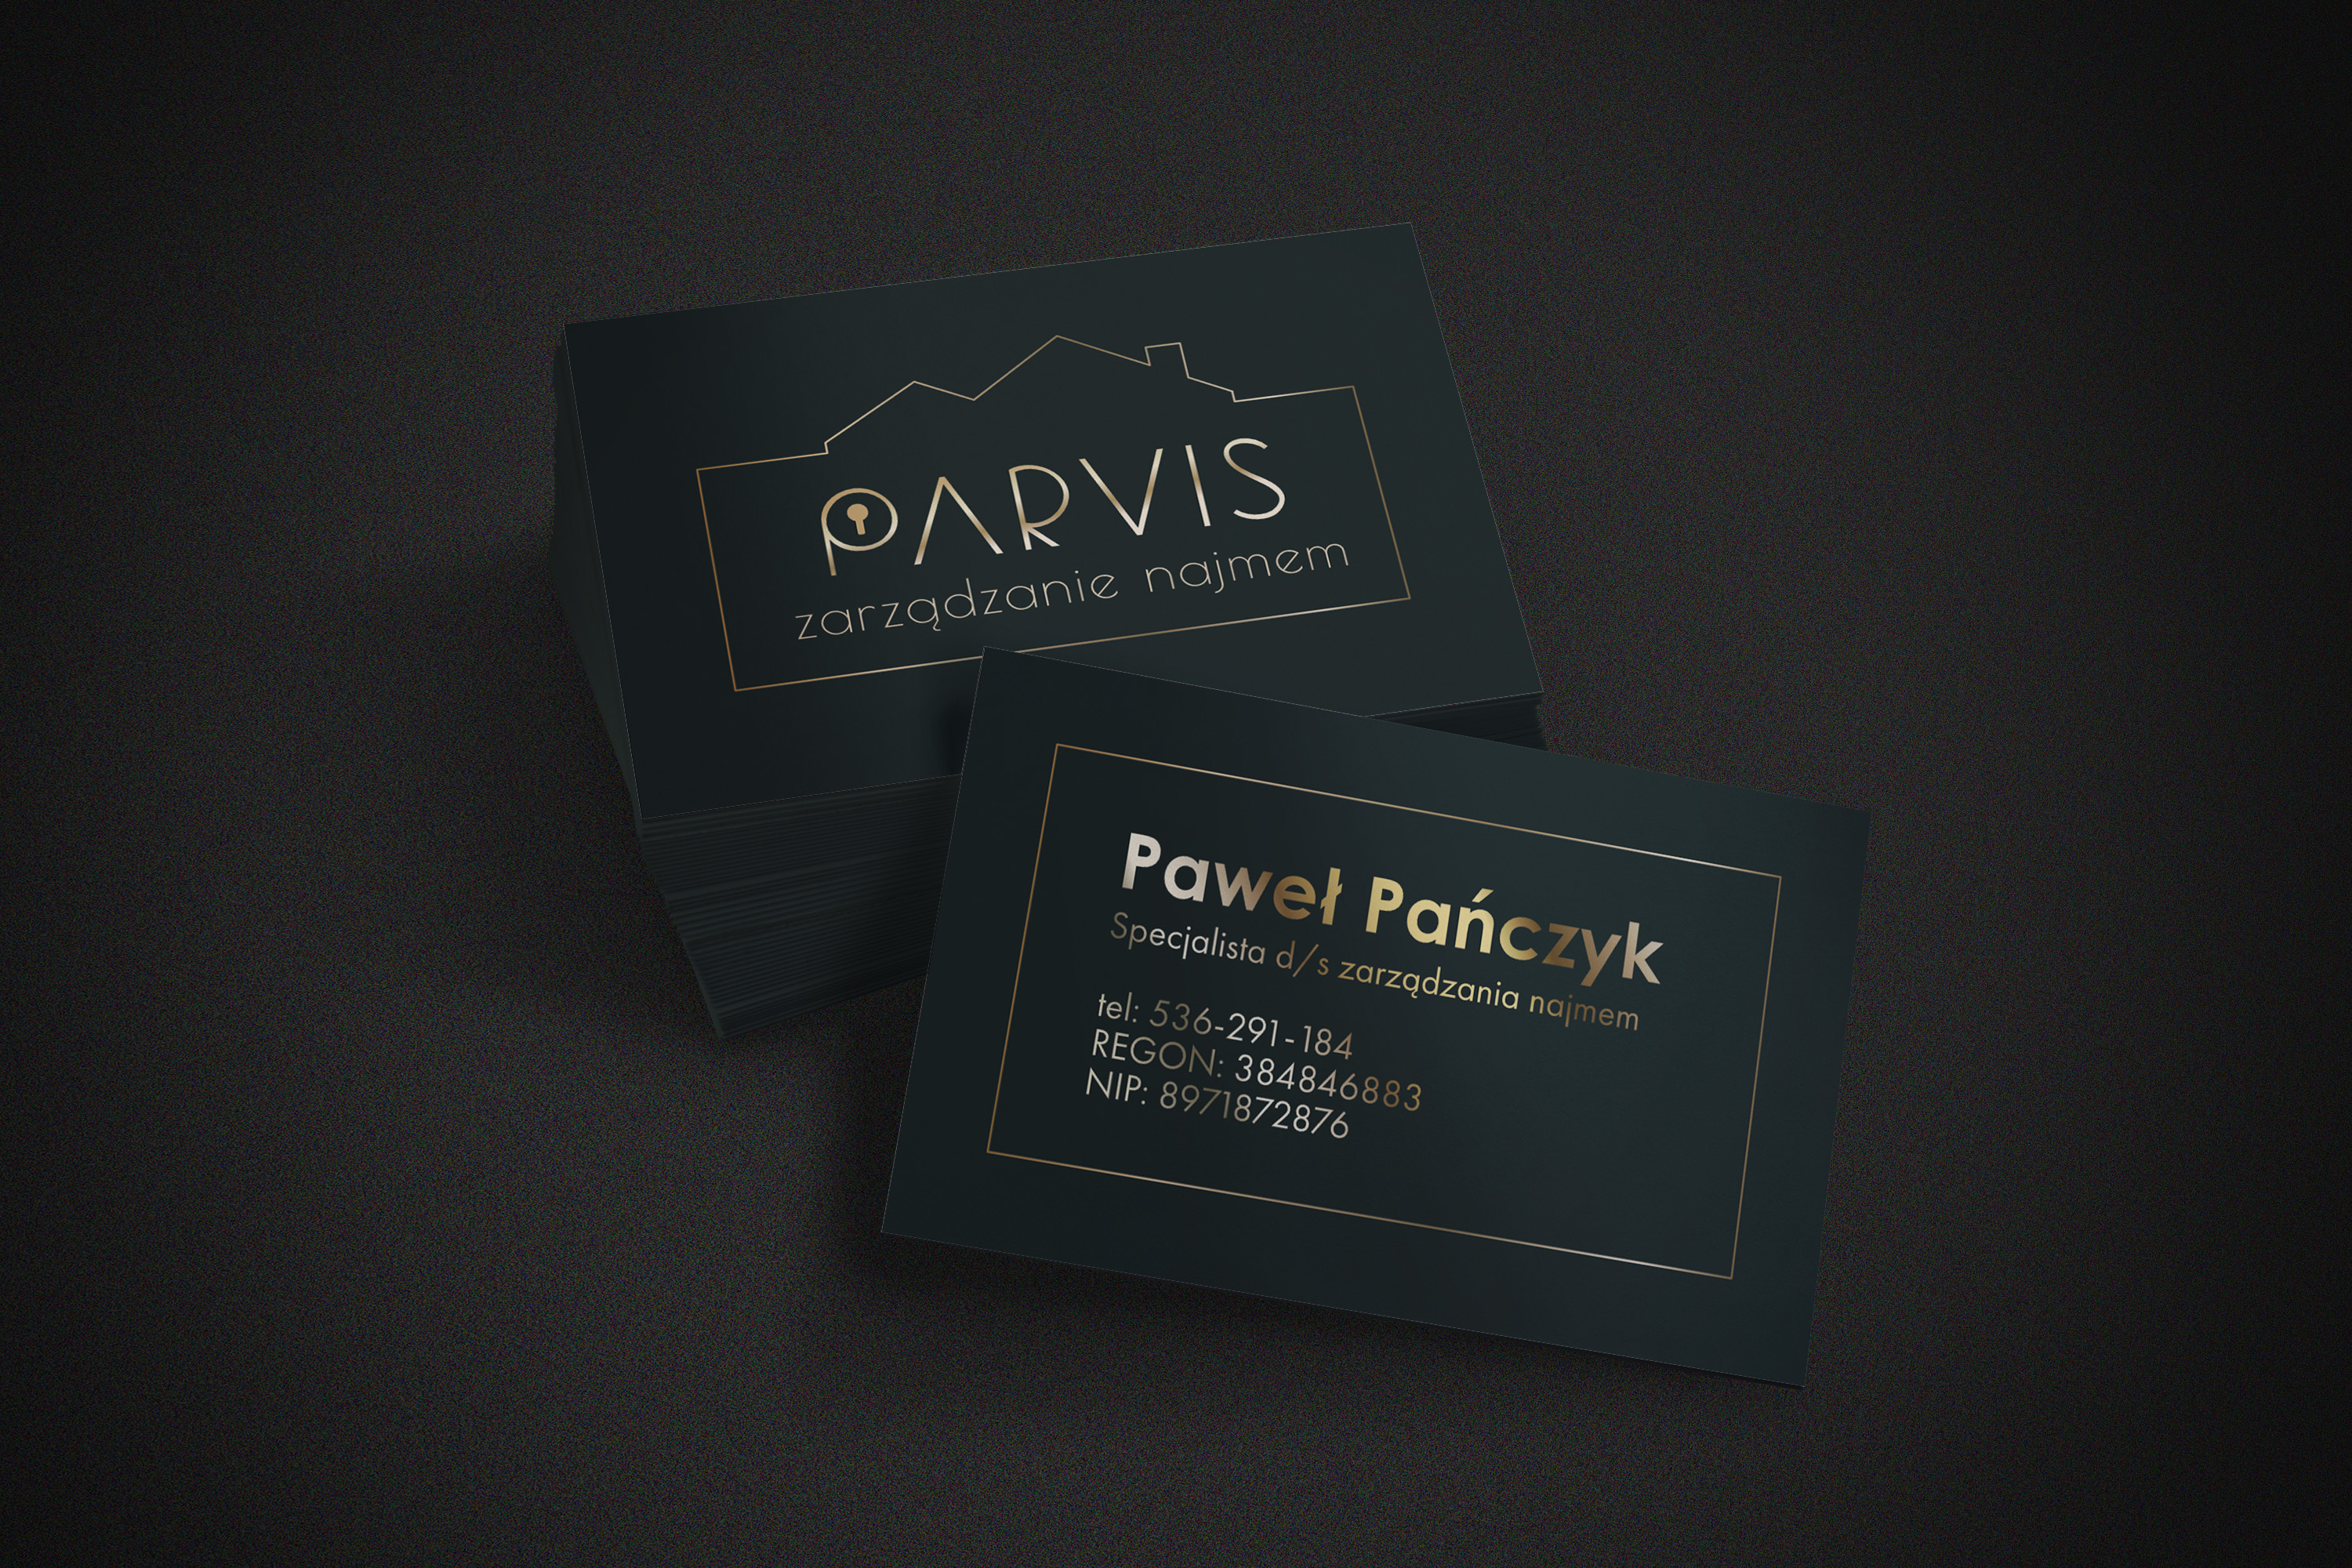 PARVIS
zarządzanie najmem
Paweł Pańczyk
Specjalista d/s zarządzania najmem
tel: 536-291-184
REGON: 384846883
NIP: 8971872876